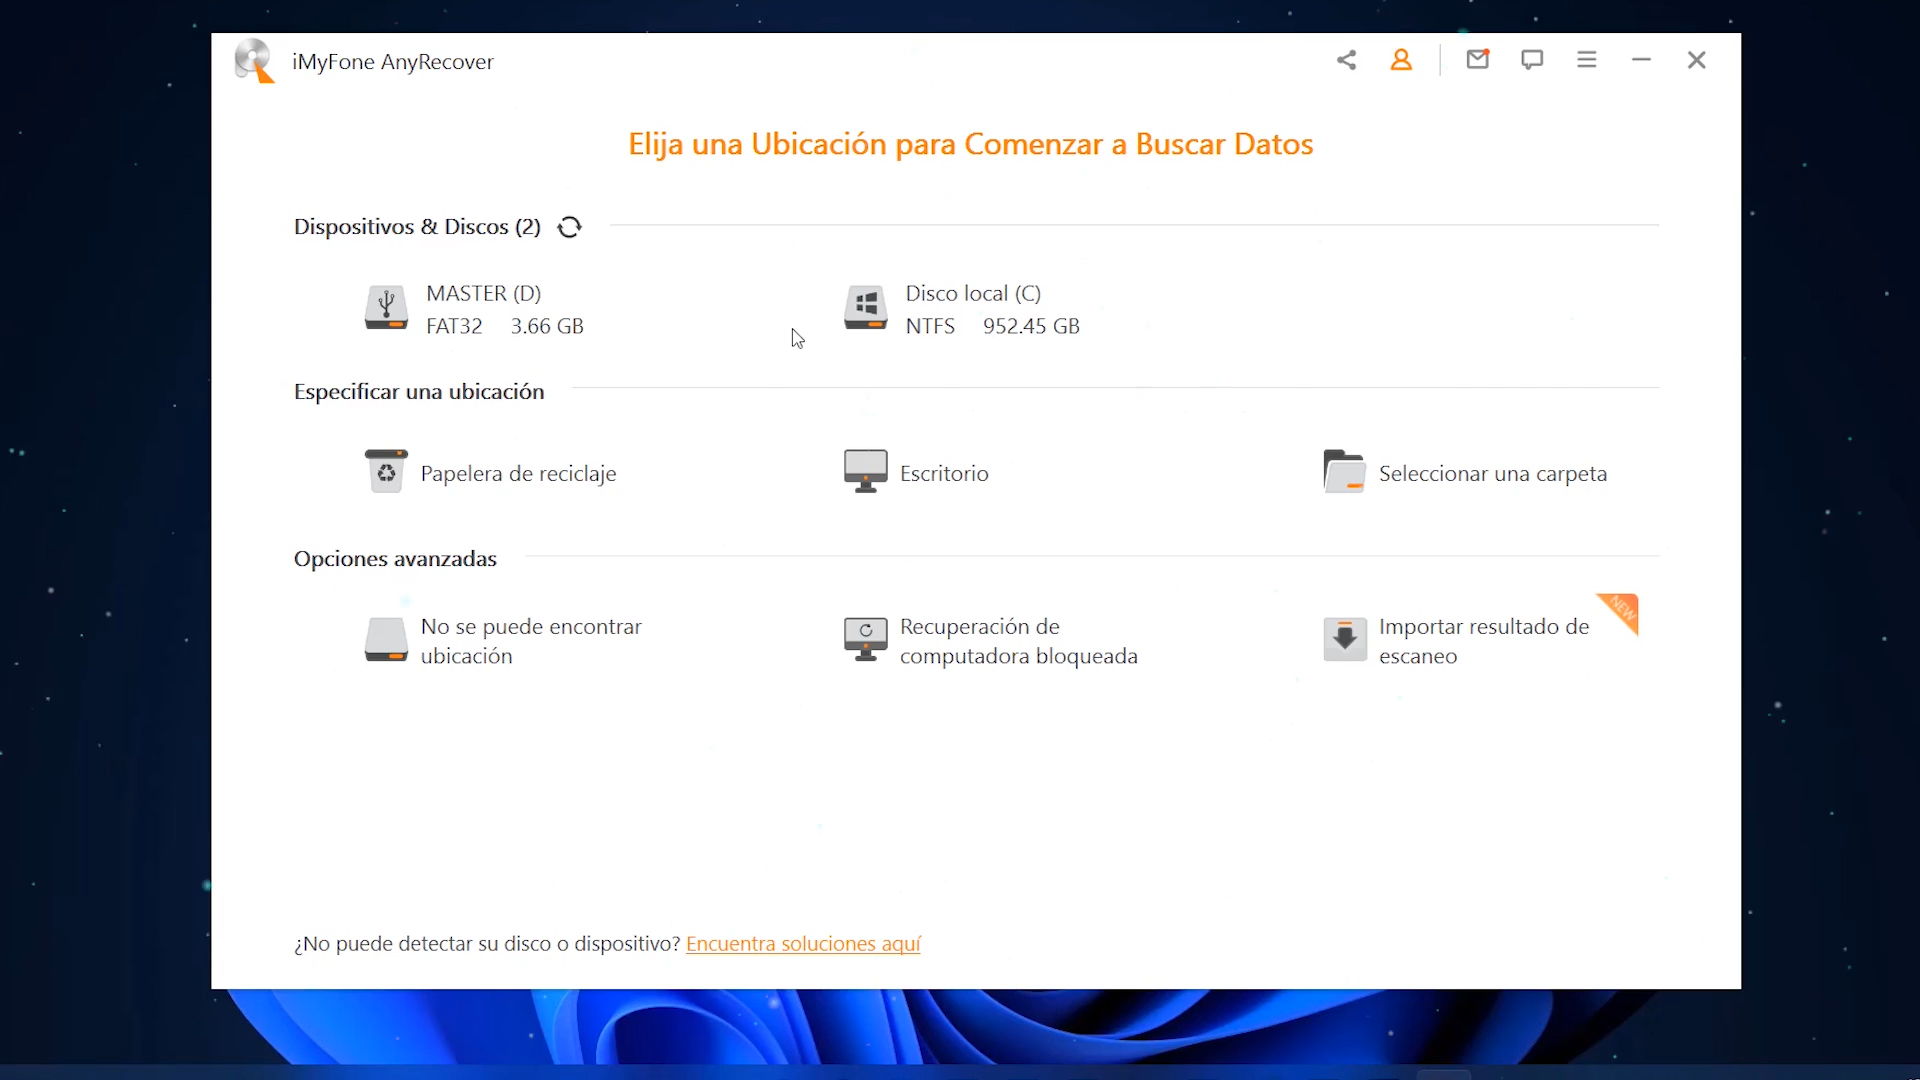 iMyFone AnyRecover
Elija una Ubicación para Comenzar a Buscar Datos
Dispositivos & Discos (2)
MASTER (D)
FAT32 3.66 GB
Disco local (C)
NTFS 952.45 GB
Especificar una ubicación
Papelera de reciclaje
Escritorio
Seleccionar una carpeta
Opciones avanzadas
No se puede encontrar
ubicación
Recuperación de
computadora bloqueada
Importar resultado de
escaneo
NEW
¿No puede detectar su disco o dispositivo? Encuentra soluciones aquí